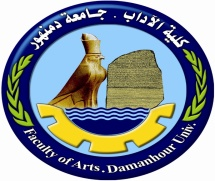 كلية الآداب . جامعة دمنهور
Faculty of Arts . Damanhour Univ.